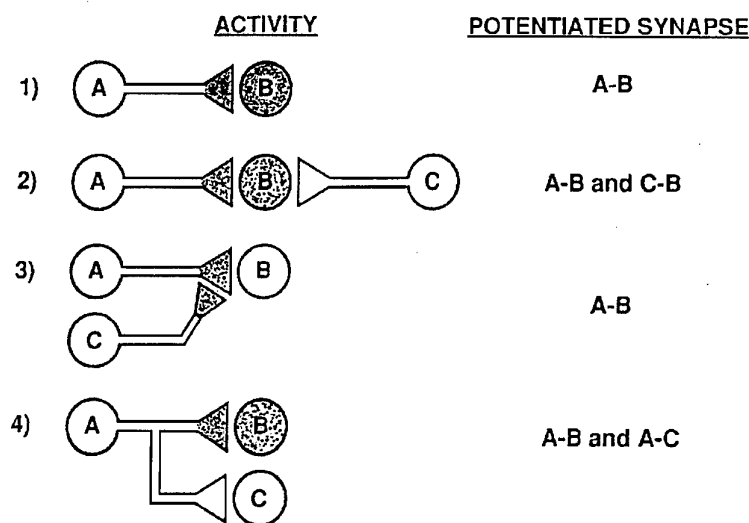 ACTIVITY POTENTIATED SYNAPSE
1) A B A-B
2) A B C A-B and C-B
3) A B
C A-B
4) A B A-B and A-C
C